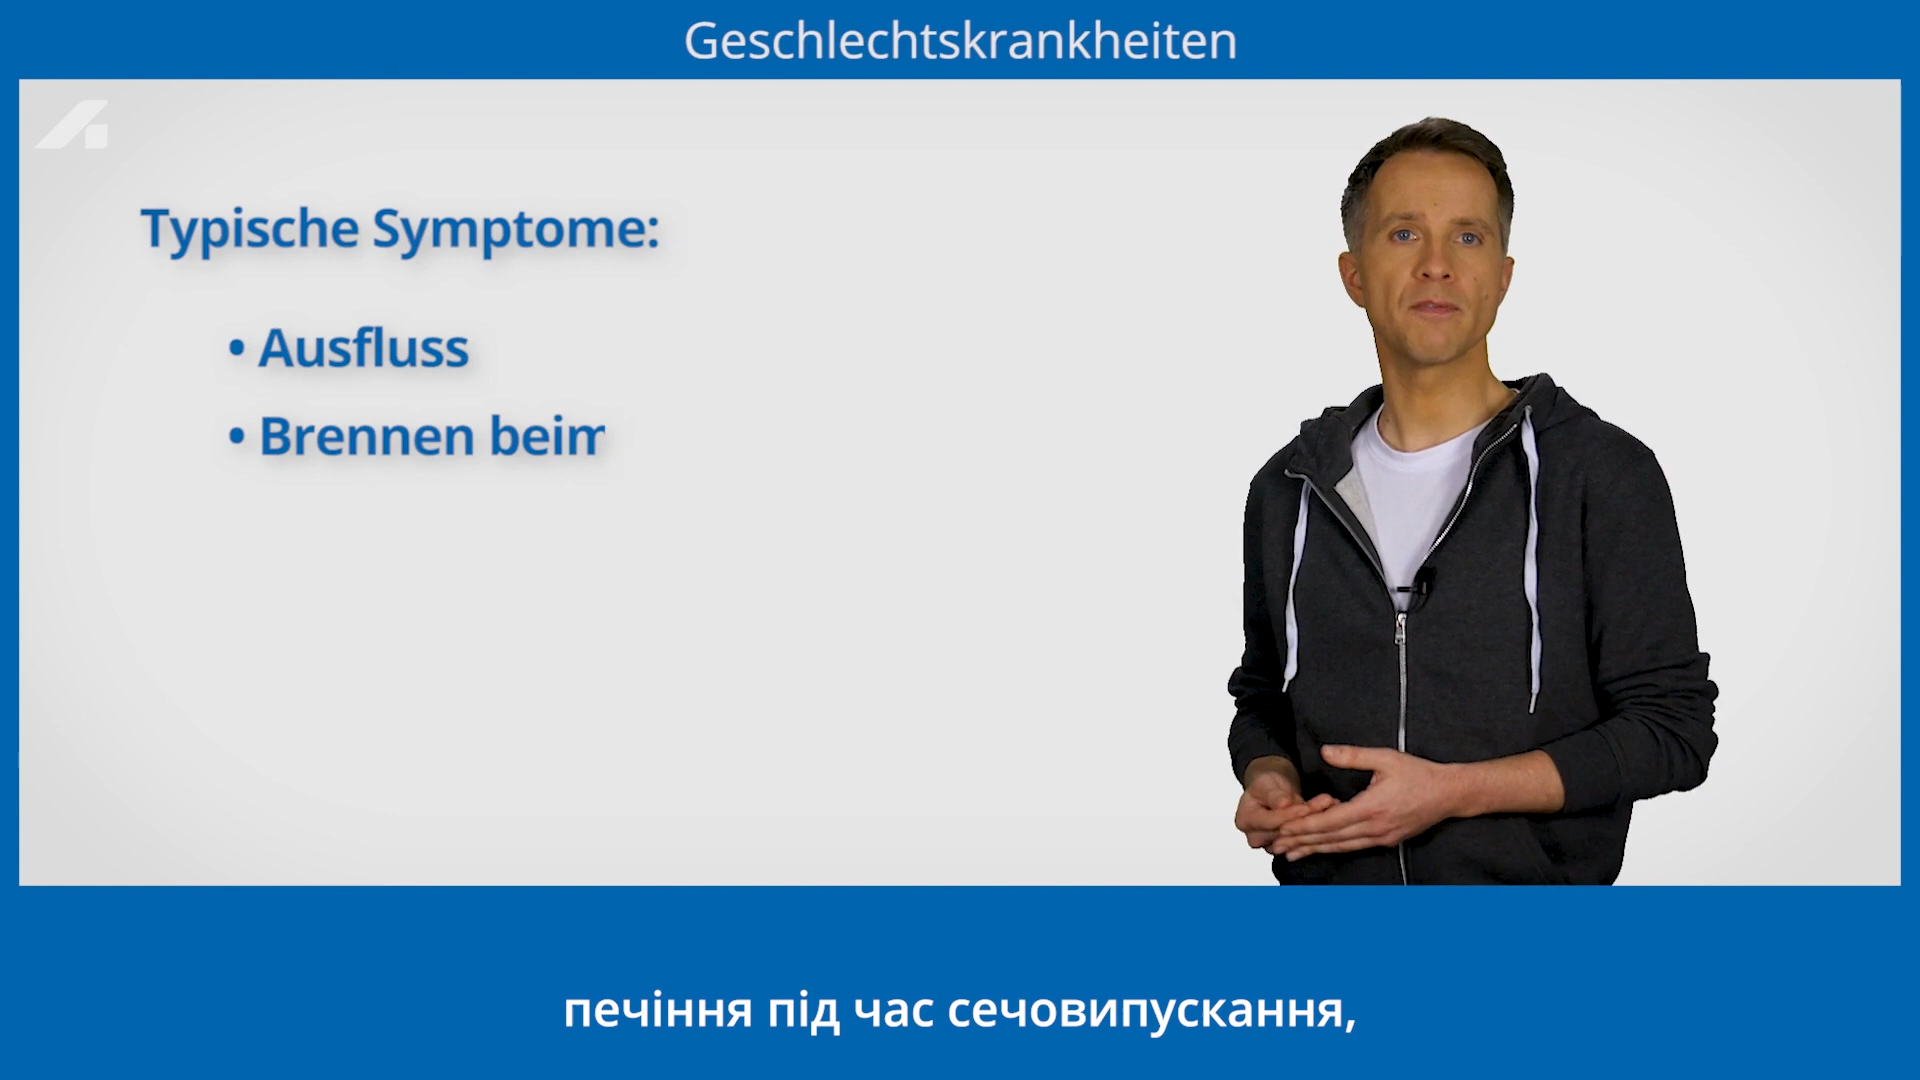 Geschlechtskrankheiten
Typische Symptome:
• Ausfluss
• Brennen beim
печіння під час сечовипускання,